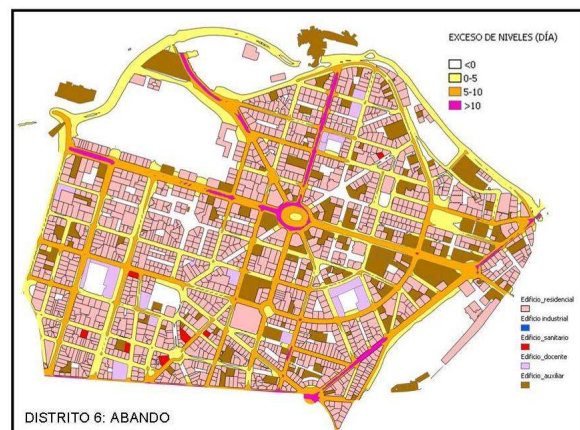 EXCESO DE NIVELES (DÍA)
<0
0-5
5-10
>10
Edificio_residencial
Edificio industrial
Edificio_sanitario
Edificio_docente
Edificio_auxiliar
DISTRITO 6: ABANDO